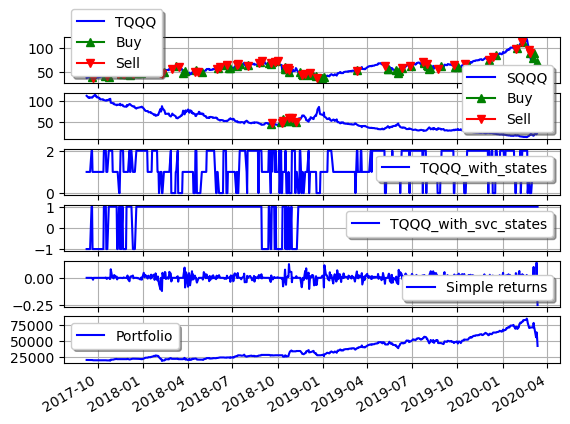 TQQQ
Buy
Sell
100
50
SQQQ
Buy
Sell
100
50
2
0
TQQQ_with_states
1
0
−1
TQQQ_with_svc_states
0.00
−0.25
Simple returns
75000
50000
25000
Portfolio
2017-10 2018-01 2018-04 2018-07 2018-10 2019-01 2019-04 2019-07 2019-10 2020-01 2020-04